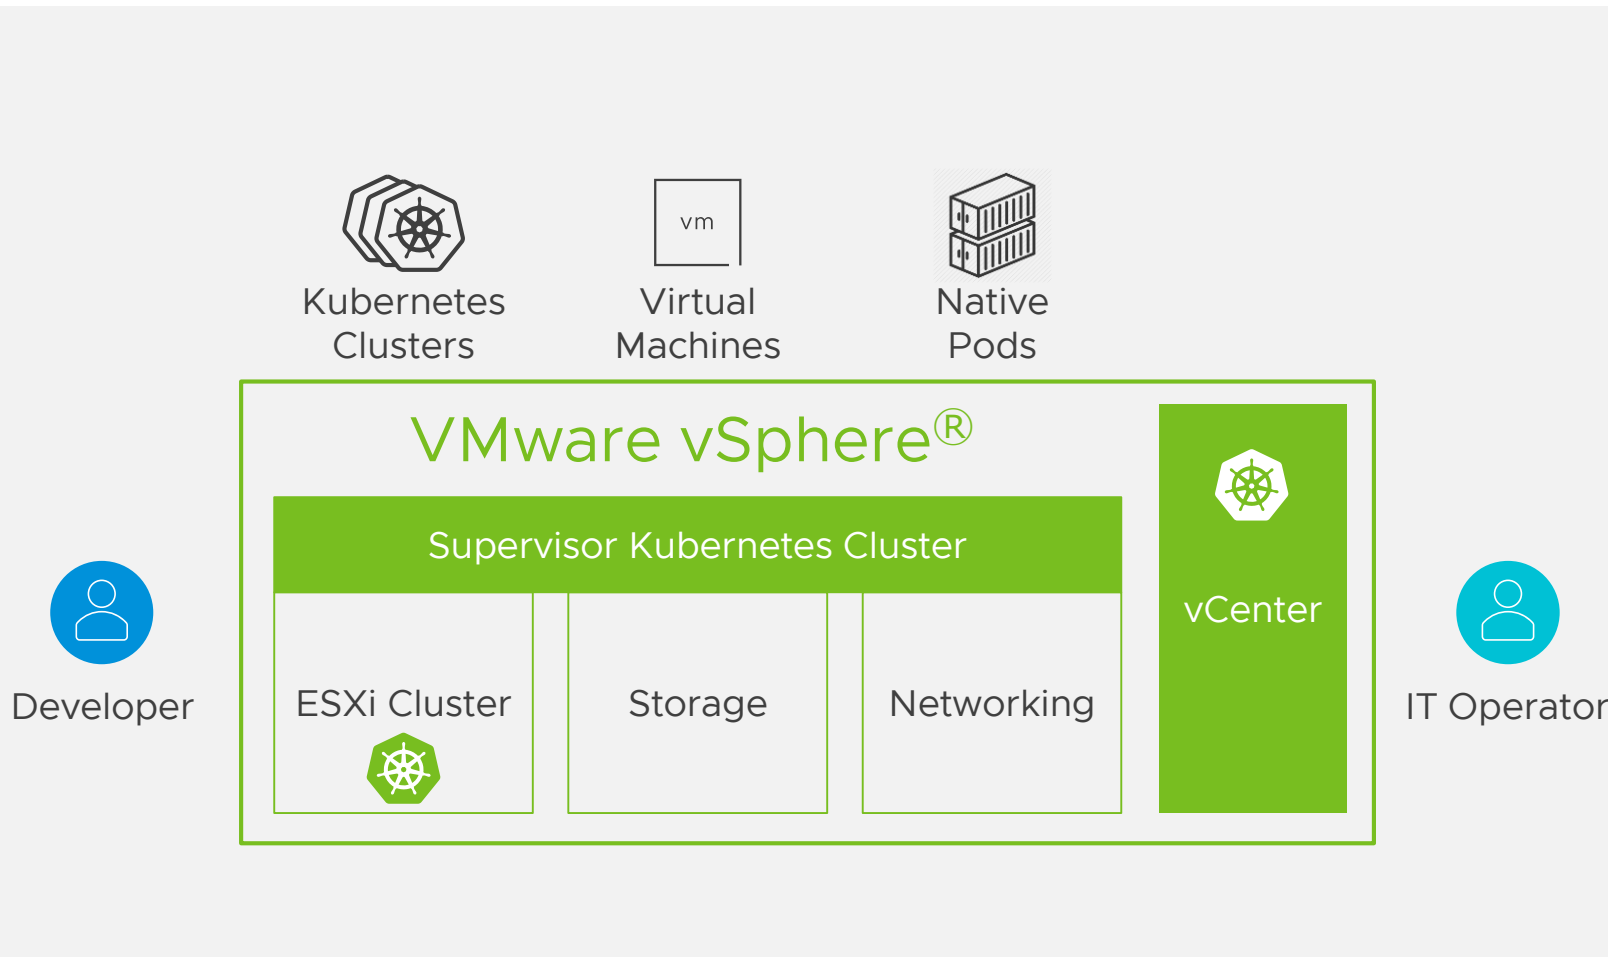 vm
Kubernetes
Clusters
Virtual
Machines
Native
Pods
VMware vSphere®
Supervisor Kubernetes Cluster
vCenter
ESXi Cluster
Storage
Networking
Developer
IT Operator